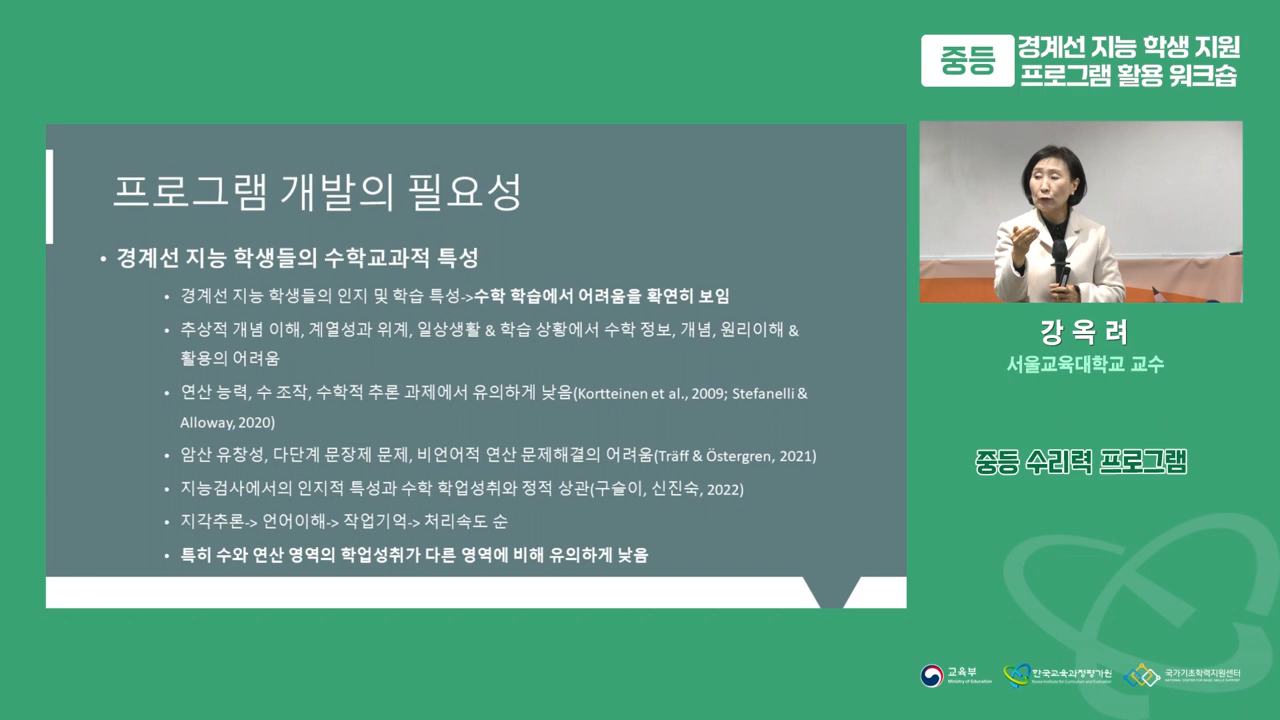 중등
경계선 지능 학생 지원
프로그램 활용 워크숍
프로그램 개발의 필요성
• 경계선 지능 학생들의 수학교과적 특성
• 경계선 지능 학생들의 인지 및 학습 특성->수학 학습에서 어려움을 확연히 보임
• 추상적 개념 이해, 계열성과 위계, 일상생활 & 학습 상황에서 수학 정보, 개념, 원리이해 &
활용의 어려움
• 연산 능력, 수 조작, 수학적 추론 과제에서 유의하게 낮음(Kortteinen et al., 2009; Stefanelli &
Alloway, 2020)
• 암산 유창성, 다단계 문장제 문제, 비언어적 연산 문제해결의 어려움(Träff & Östergren, 2021)
• 지능검사에서의 인지적 특성과 수학 학업성취와 정적 상관(구슬이, 신진숙, 2022)
• 지각추론-> 언어이해-> 작업기억-> 처리속도 순
• 특히 수와 연산 영역의 학업성취가 다른 영역에 비해 유의하게 낮음
강 옥 려
서울교육대학교 교수
중등 수리력 프로그램
교육부
Ministry of Education
한국교육과정평가원
Korea Institute for Curriculum and Evaluation
국가기초학력지원센터
NATIONAL CENTER FOR BASIC SKILLS SUPPORT